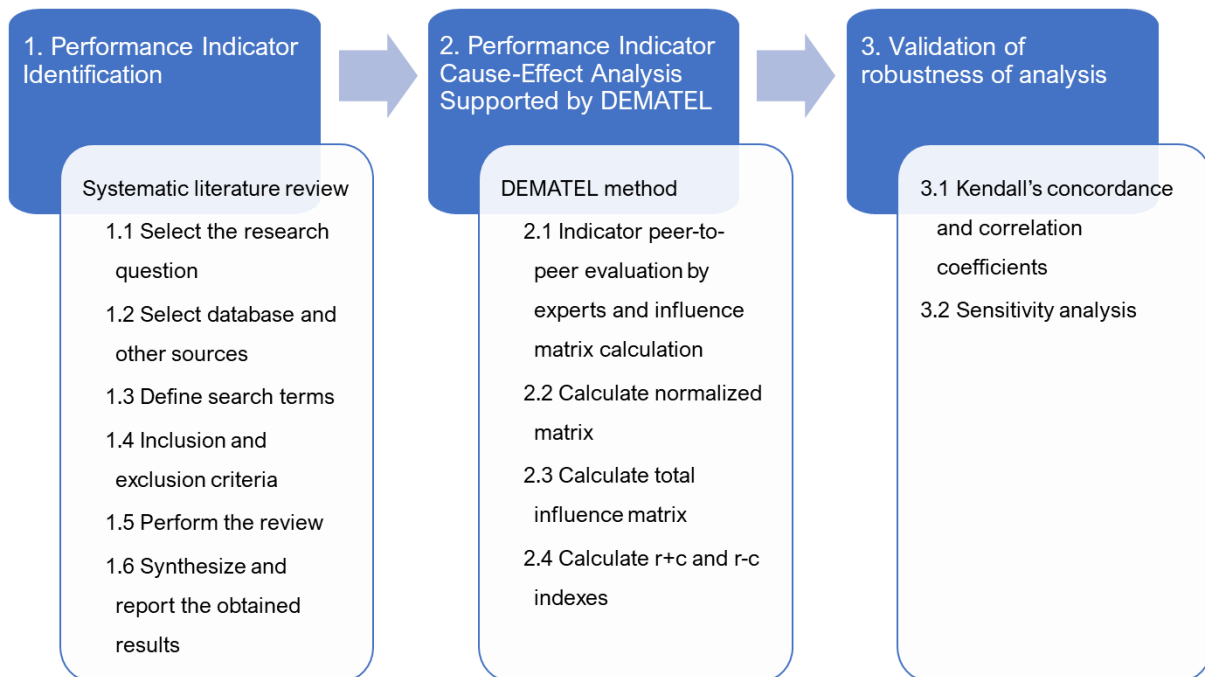 1. Performance Indicator
Identification
Systematic literature review
1.1 Select the research
question
1.2 Select database and
other sources
1.3 Define search terms
1.4 Inclusion and
exclusion criteria
1.5 Perform the review
1.6 Synthesize and
report the obtained
results
2. Performance Indicator
Cause-Effect Analysis
Supported by DEMATEL
DEMATEL method
2.1 Indicator peer-to-
peer evaluation by
experts and influence
matrix calculation
2.2 Calculate normalized
matrix
2.3 Calculate total
influence matrix
2.4 Calculate r+c and r-c
indexes
3. Validation of
robustness of analysis
3.1 Kendall's concordance
and correlation
coefficients
3.2 Sensitivity analysis